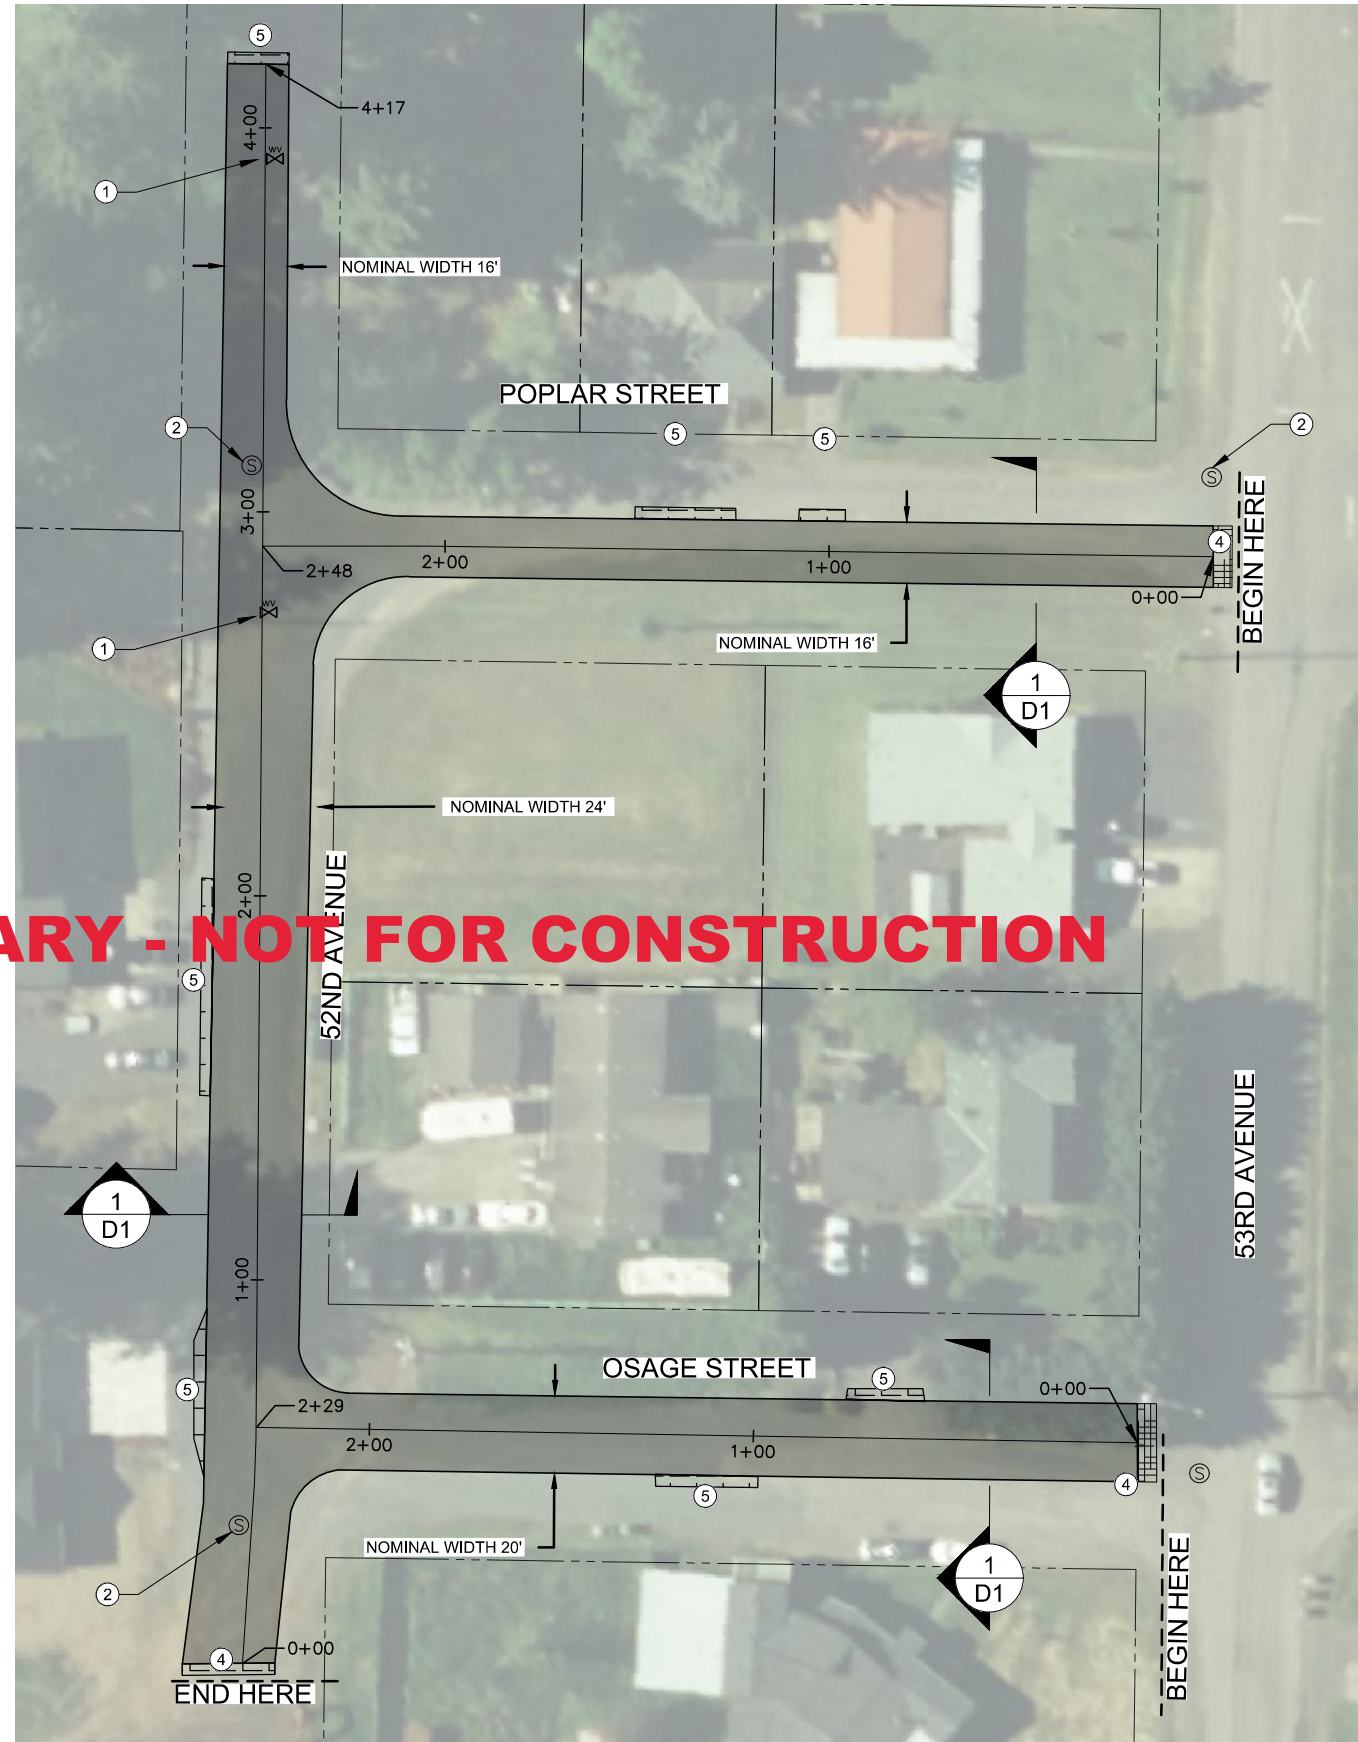 5
4+17
4+00
WV
1
NOMINAL WIDTH 16'
POPLAR STREET
2
5
5
2
S
S
3+00
BEGIN HERE
4
2+48
2+00
1+00
0+00
WV
1
NOMINAL WIDTH 16'
1
D1
NOMINAL WIDTH 24'
2+00
52ND AVENUE
ARY - NOT FOR CONSTRUCTION
5
53RD AVENUE
1
D1
1+00
OSAGE STREET
5
5
0+00
2+29
2+00
1+00
S
4
5
S
NOMINAL WIDTH 20'
2
1
D1
BEGIN HERE
4
0+00
END HERE